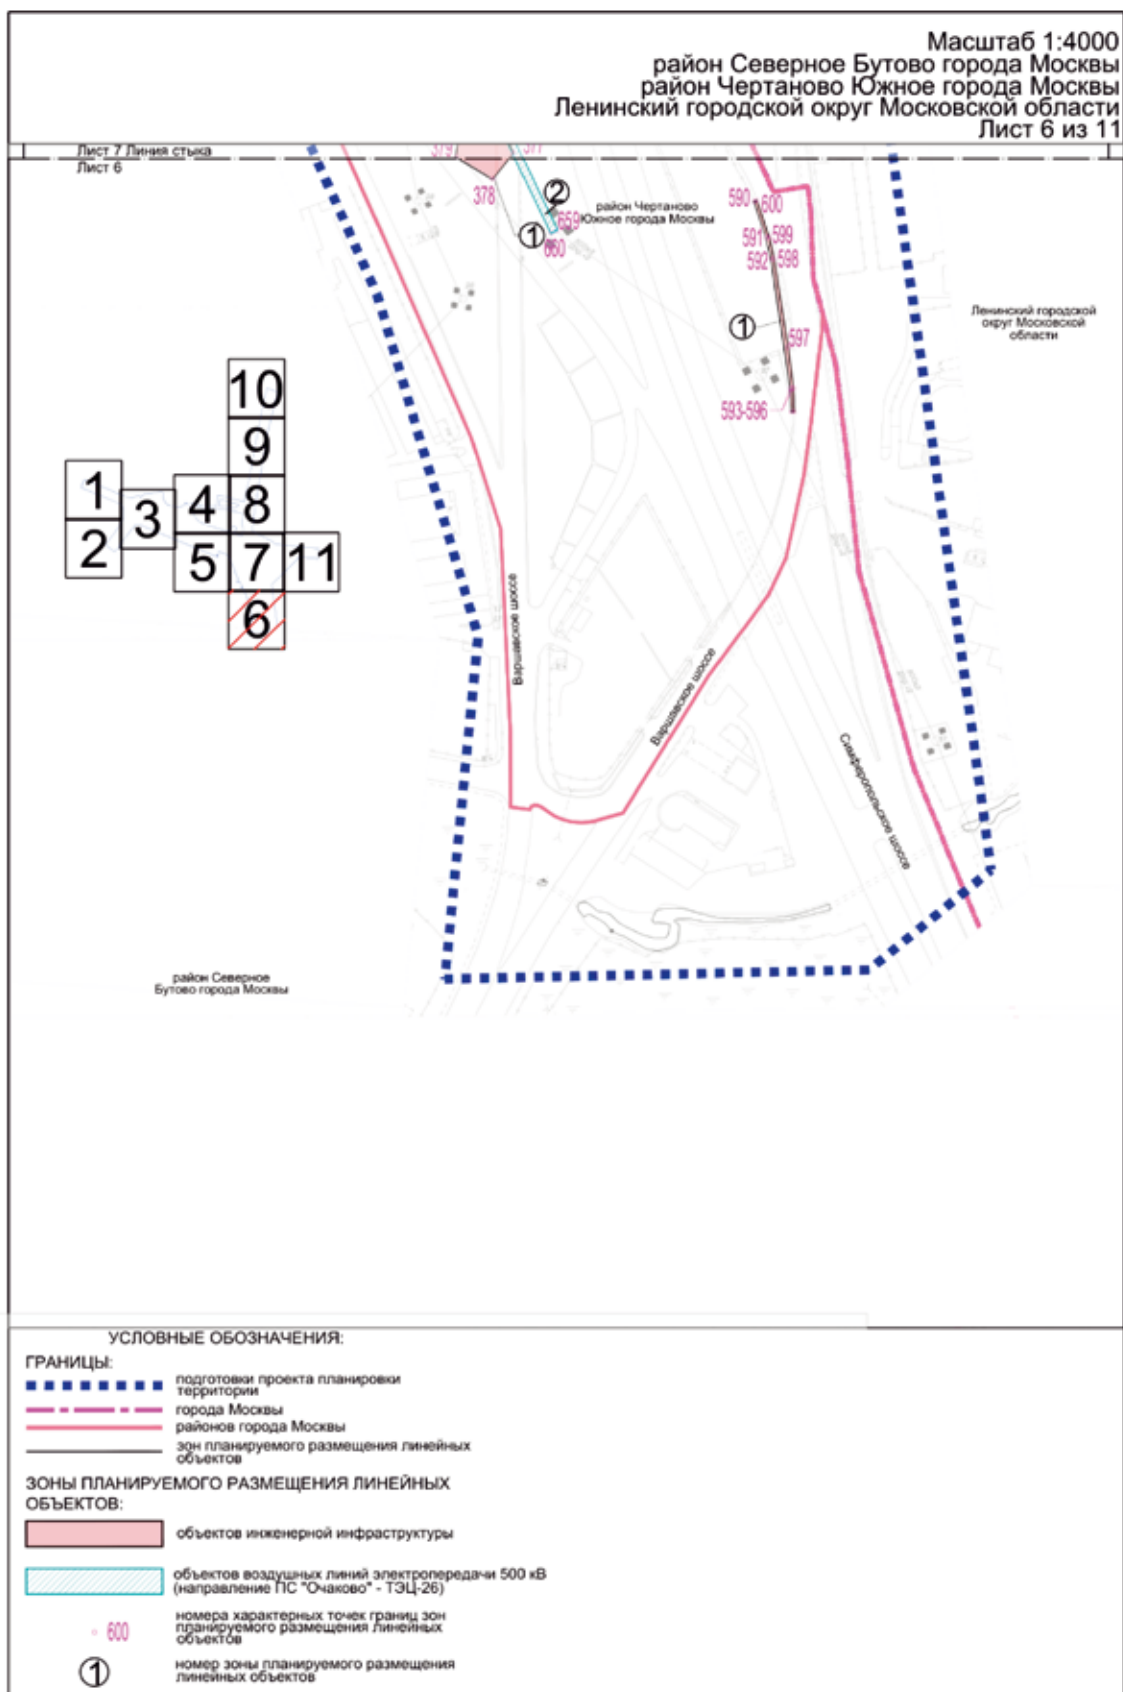 Масштаб 1:4000
район Северное Бутово города Москвы
район Чертаново Южное города Москвы
Ленинский городской округ Московской области
Лист 6 из 11
Лист 7 Линия стыка
Лист 6
379
377
378
2
659
1
660
район Чертаново
Южное города Москвы
590
600
591
599
592
598
1
597
593-596
Ленинский городской
округ Московской
области
10
9
1
4
8
3
2
5
7
11
6
Варшавское шоссе
Варшавское шоссе
Симферопольское шоссе
район Северное
Бутово города Москвы
УСЛОВНЫЕ ОБОЗНАЧЕНИЯ:
ГРАНИЦЫ:
подготовки проекта планировки
территории
города Москвы
районов города Москвы
зон планируемого размещения линейных
объектов
ЗОНЫ ПЛАНИРУЕМОГО РАЗМЕЩЕНИЯ ЛИНЕЙНЫХ
ОБЪЕКТОВ:
объектов инженерной инфраструктуры
объектов воздушных линий электропередачи 500 кВ
(направление ПС "Очаково" - ТЭЦ-26)
600
номера характерных точек границ зон
планируемого размещения линейных
объектов
1
номер зоны планируемого размещения
линейных объектов